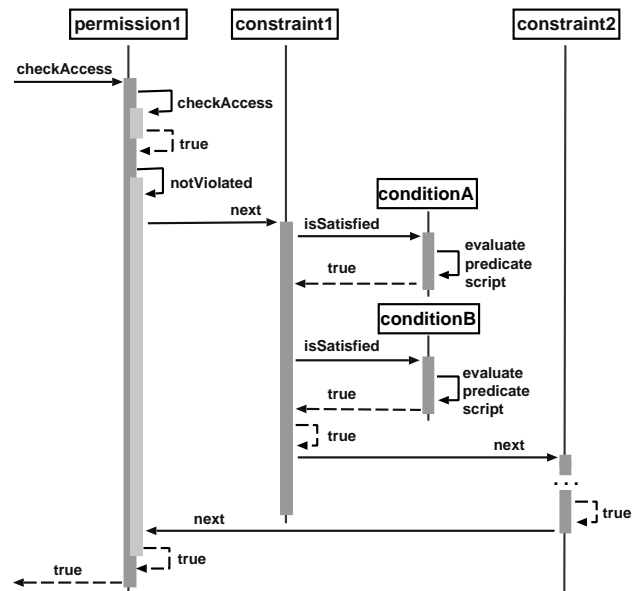 permission1 constraint1 constraint2
checkAccess
checkAccess
true
notViolated
conditionA
next
isSatisfied
evaluate
predicate
script
true
conditionB
isSatisfied
evaluate
predicate
script
true
true
next
...
true
next
true
true